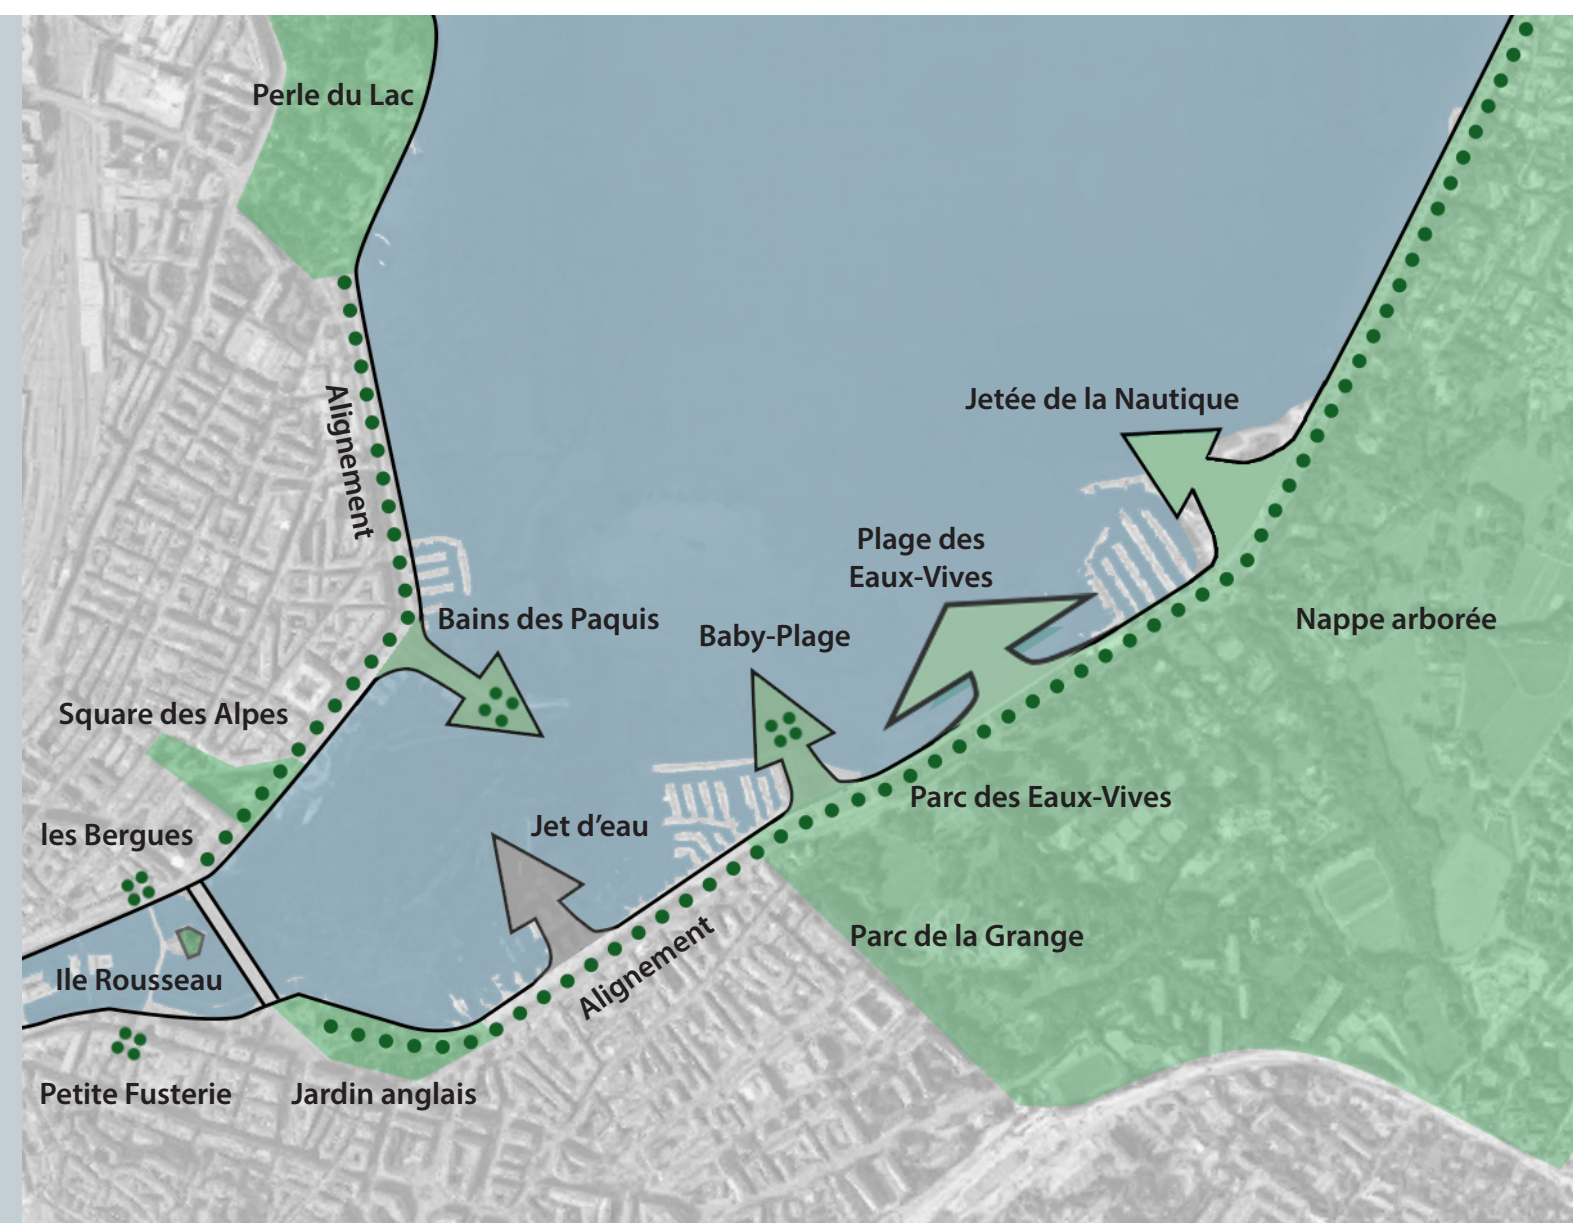 Perle du Lac
Jetée de la Nautique
Alignement
Plage des
Eaux-Vives
Bains des Paquis
Baby-Plage
Nappe arborée
Square des Alpes
Parc des Eaux-Vives
Jet d’eau
les Bergues
Parc de la Grange
Alignement
Ile Rousseau
Petite Fusterie
Jardin anglais